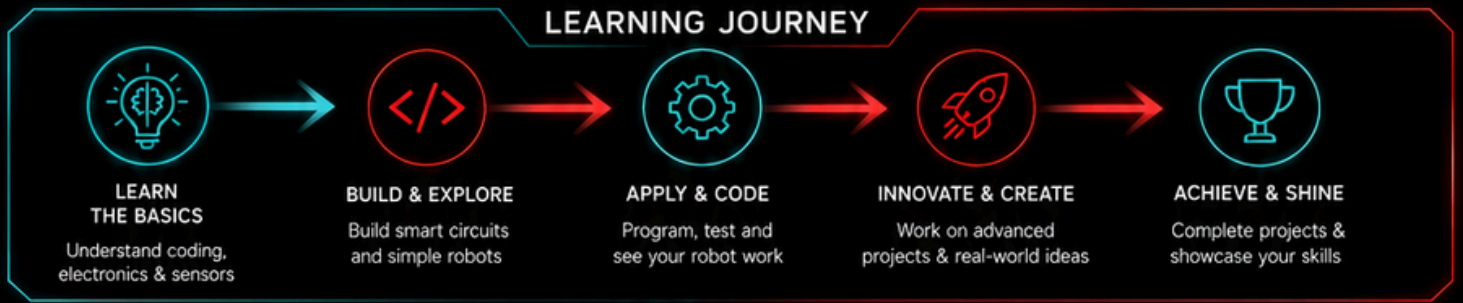 LEARNING JOURNEY
LEARN
THE BASICS
Understand coding,
electronics & sensors
BUILD & EXPLORE
Build smart circuits
and simple robots
APPLY & CODE
Program, test and
see your robot work
INNOVATE & CREATE
Work on advanced
projects & real-world ideas
ACHIEVE & SHINE
Complete projects &
showcase your skills